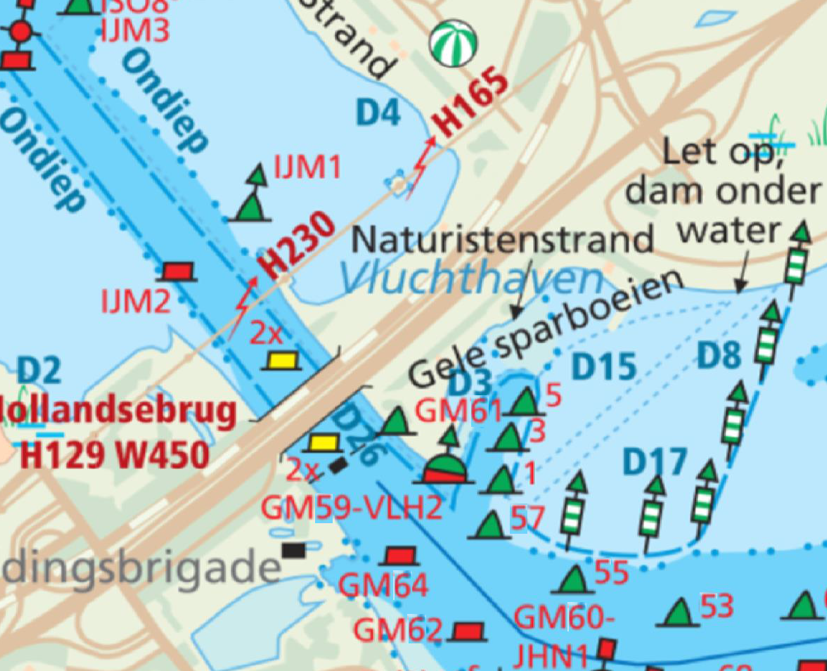 ISO8
IJM3
strand
Ondiep
Ondiep
D4
H165
IJM1
Let op,
dam onder
water
H230
Naturistenstrand
Vluchthaven
IJM2
2x
Gele sparboeien
D2
D3
D15
D8
Hollandsebrug
H129 W450
GM61
5
3
D26
2x
1
D17
GM59-VLH2
57
dingsbrigade
GM64
55
GM60-
53
GM62
JHN1